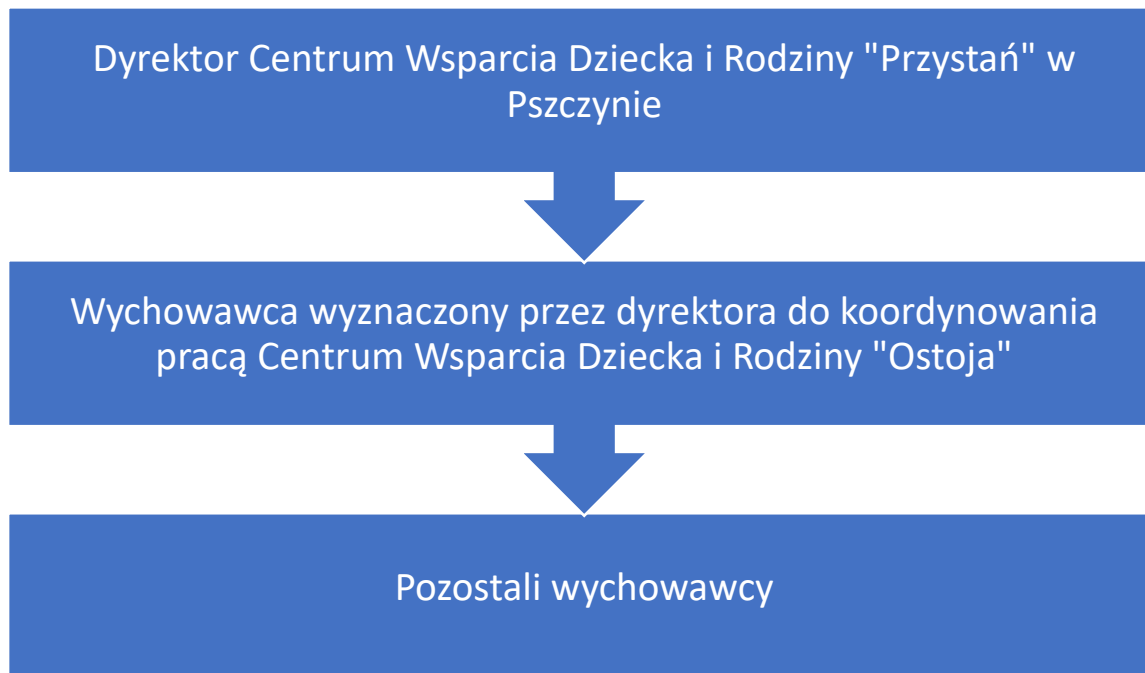 Dyrektor Centrum Wsparcia Dziecka i Rodziny "Przystań" w
Pszczynie
Wychowawca wyznaczony przez dyrektora do koordynowania
pracą Centrum Wsparcia Dziecka i Rodziny "Ostoja"
Pozostali wychowawcy